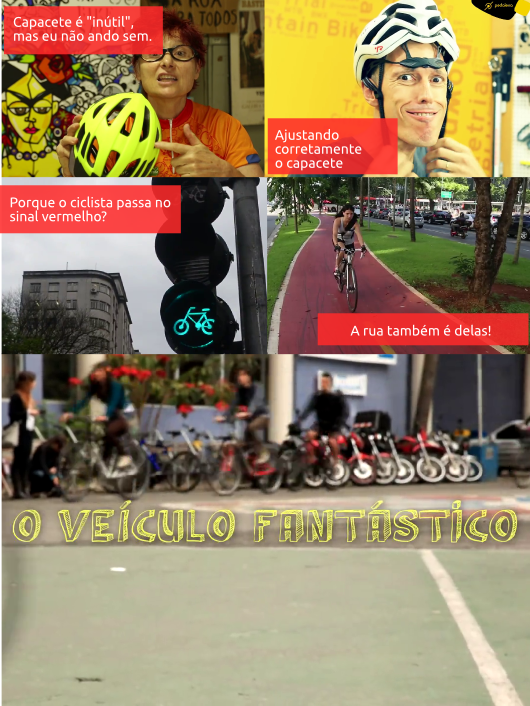 Capacete é "inútil",
mas eu não ando sem.
pedaleria
Ajustando
corretamente
o capacete
Porque o ciclista passa no
sinal vermelho?
A rua também é delas!
O VEÍCULO FANTÁSTICO